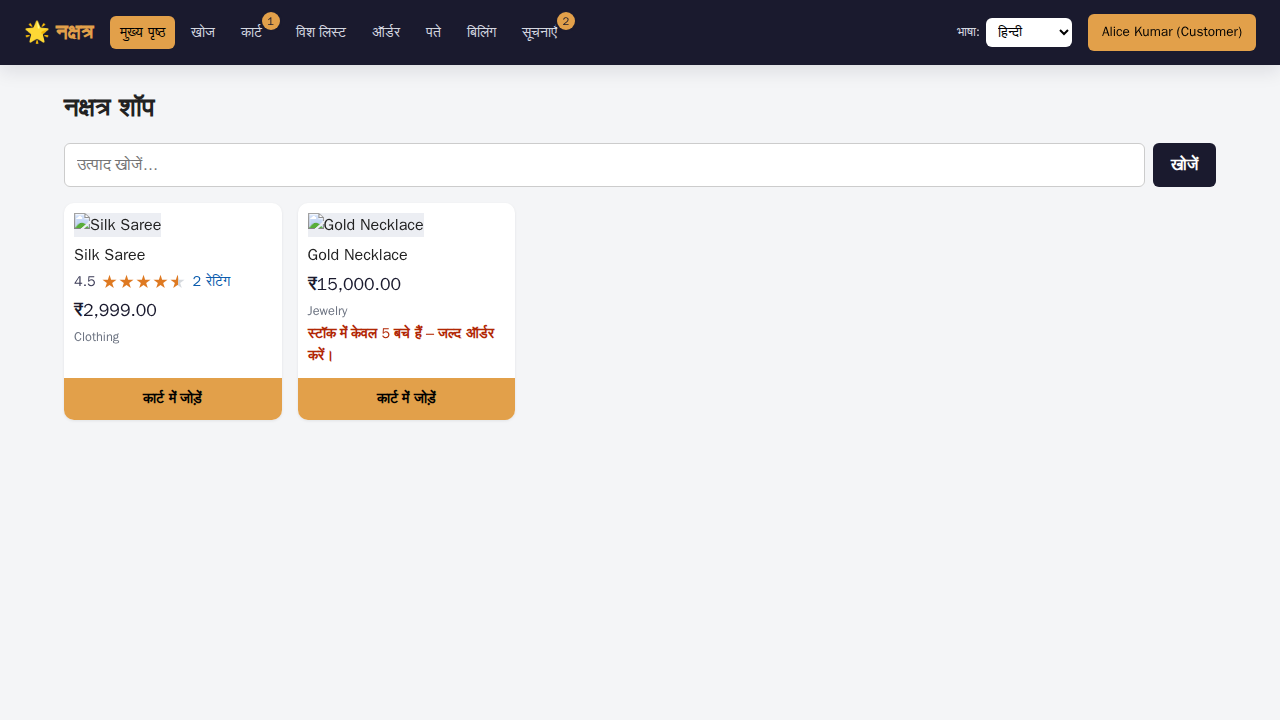 🌟 नक्षत्र
मुख्य पृष्ठ
खोज
कार्ट 1
विश लिस्ट
ऑर्डर
पते
बिलिंग
सूचनाएँ 2
भाषा: हिन्दी
Alice Kumar (Customer)
नक्षत्र शॉप
उत्पाद खोजें...
खोजें
Silk Saree
Silk Saree
4.5 ★★★★★ 2 रेटिंग
₹2,999.00
Clothing
कार्ट में जोड़ें
Gold Necklace
Gold Necklace
₹15,000.00
Jewelry
स्टॉक में केवल 5 बचे हैं – जल्द ऑर्डर
करें।
कार्ट में जोड़ें